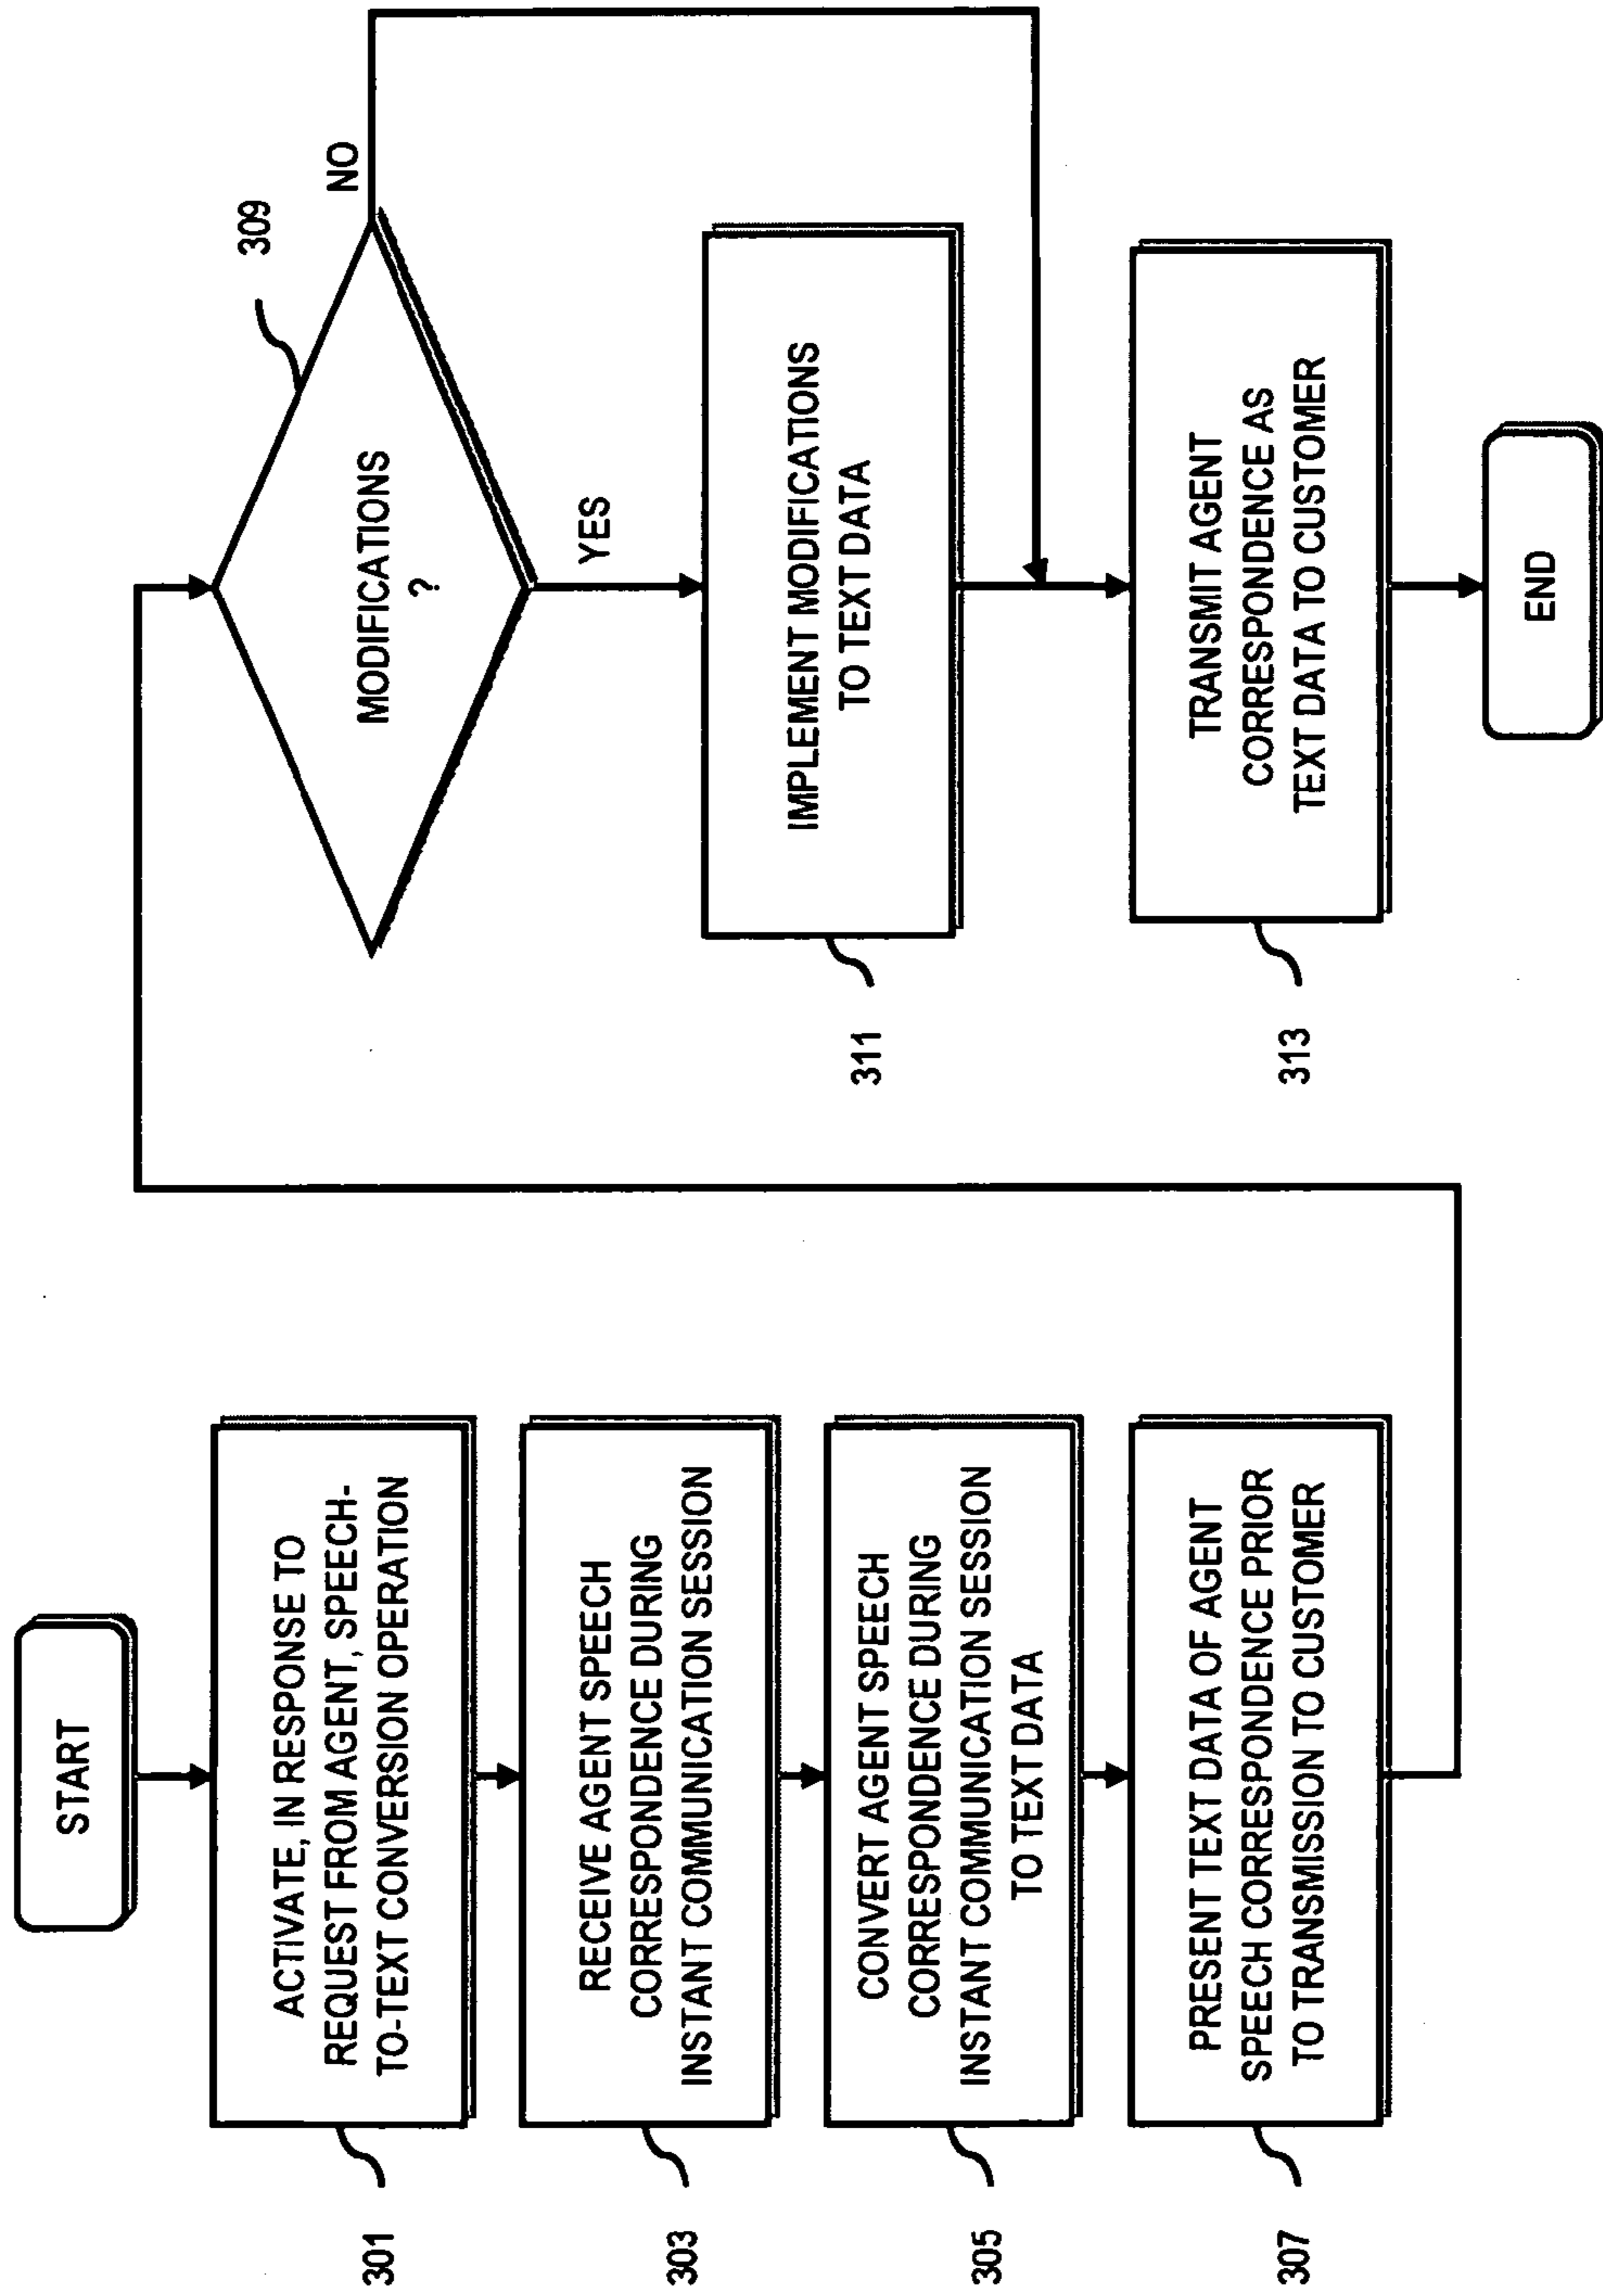 START
ACTIVATE, IN RESPONSE TO
REQUEST FROM AGENT, SPEECH-
TO-TEXT CONVERSION OPERATION
301
RECEIVE AGENT SPEECH
CORRESPONDENCE DURING
INSTANT COMMUNICATION SESSION
303
CONVERT AGENT SPEECH
CORRESPONDENCE DURING
INSTANT COMMUNICATION SESSION
TO TEXT DATA
305
PRESENT TEXT DATA OF AGENT
SPEECH CORRESPONDENCE PRIOR
TO TRANSMISSION TO CUSTOMER
307
309
MODIFICATIONS
?
NO
YES
IMPLEMENT MODIFICATIONS
TO TEXT DATA
311
TRANSMIT AGENT
CORRESPONDENCE AS
TEXT DATA TO CUSTOMER
313
END